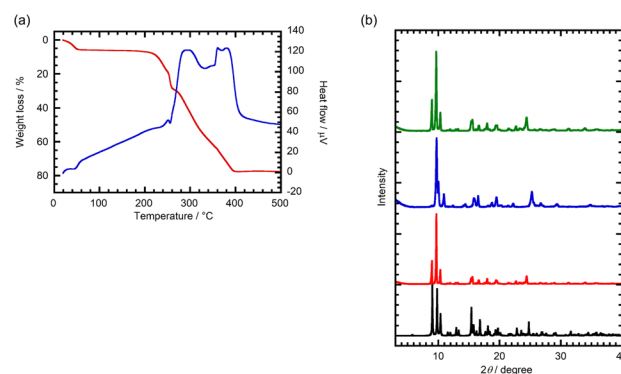 (a)
0
20
40
60
80
Weight loss / %
140
120
100
80
60
40
20
0
-20
Heat flow / μV
0 100 200 300 400 500
Temperature / °C
(b)
Intensity
10 20 30 40
2θ / degree